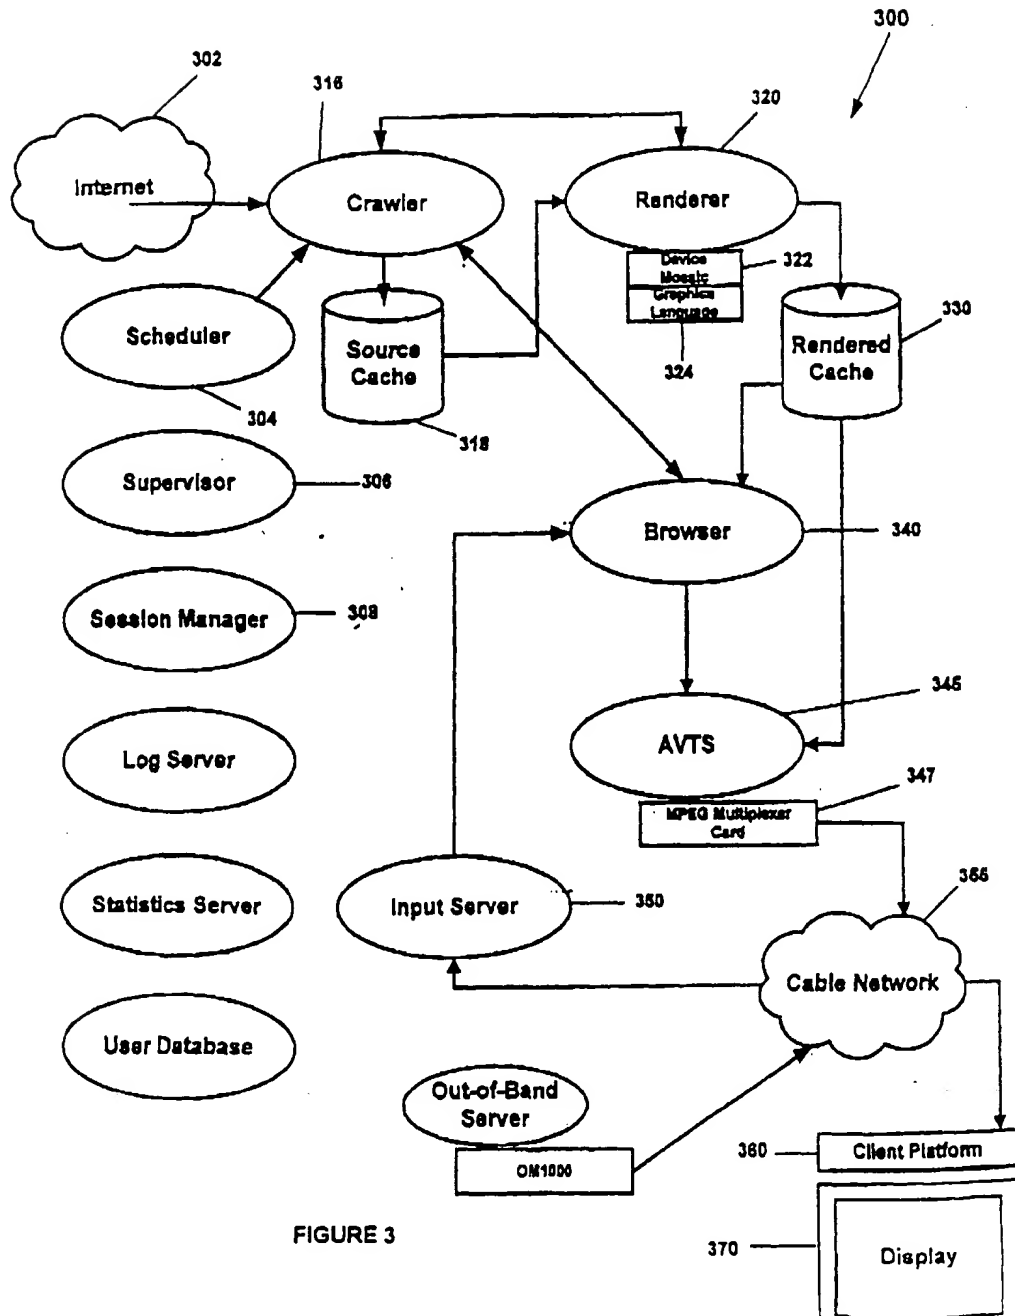 300
302
316
320
Internet
Crawler
Renderer
Device
Mosaic
322
Graphics
Language
324
Scheduler
304
Source
Cache
318
Rendered
Cache
330
Supervisor
306
Browser
340
Session Manager
308
345
Log Server
AVTS
347
MPEG Multiplexer
Card
355
Statistics Server
Input Server
350
Cable Network
User Database
Out-of-Band
Server
OM1000
360
Client Platform
FIGURE 3
370
Display